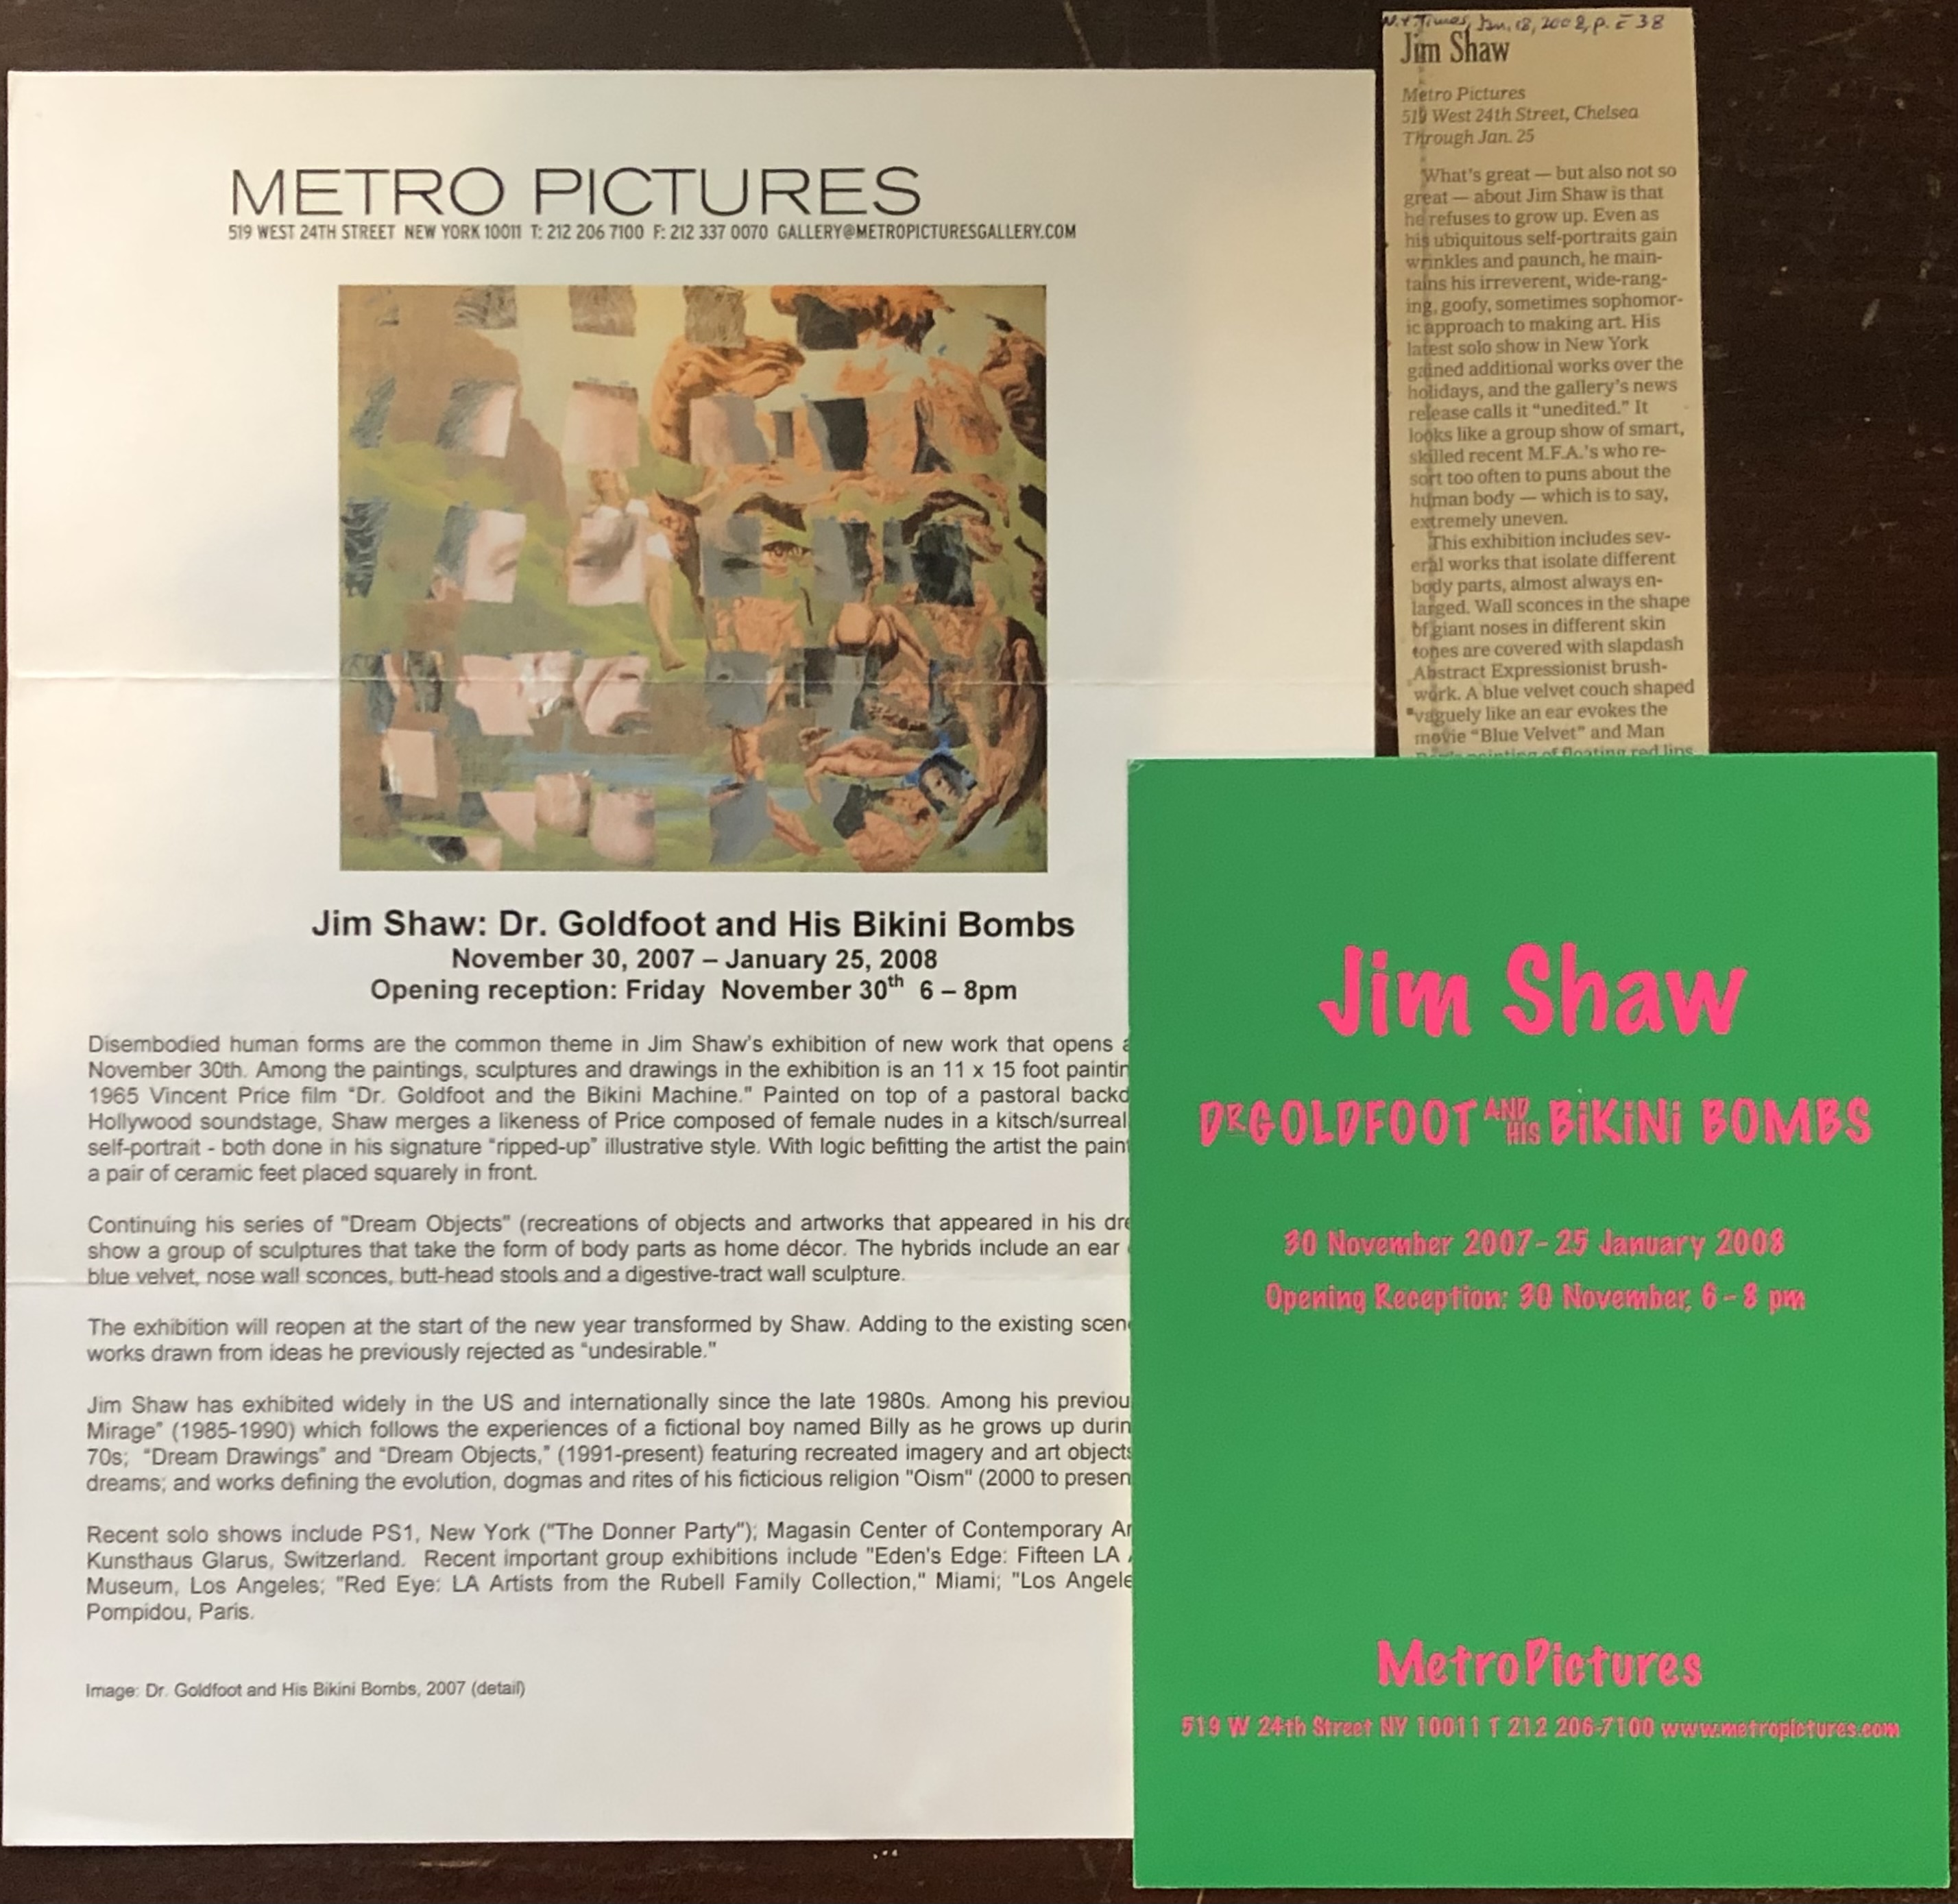 METRO PICTURES
519 WEST 24TH STREET NEW YORK 10011 T: 212 206 7100 F: 212 337 0070 GALLERY@METROPICTURESGALLERY.COM
Jim Shaw: Dr. Goldfoot and His Bikini Bombs
November 30, 2007 – January 25, 2008
Opening reception: Friday November 30th 6 – 8pm
Disembodied human forms are the common theme in Jim Shaw's exhibition of new work that opens
November 30th. Among the paintings, sculptures and drawings in the exhibition is an 11 x 15 foot
1965 Vincent Price film "Dr. Goldfoot and the Bikini Machine." Painted on top of a pastoral
Hollywood soundstage, Shaw merges a likeness of Price composed of female nudes in a kitsch/surreal
self-portrait - both done in his signature "ripped-up" illustrative style. With logic befitting the artist the
a pair of ceramic feet placed squarely in front.
Continuing his series of "Dream Objects" (recreations of objects and artworks that appeared in his
show a group of sculptures that take the form of body parts as home décor. The hybrids include an ear
blue velvet, nose wall sconces, butt-head stools and a digestive-tract wall sculpture.
The exhibition will reopen at the start of the new year transformed by Shaw. Adding to the existing
works drawn from ideas he previously rejected as "undesirable."
Jim Shaw has exhibited widely in the US and internationally since the late 1980s. Among his
Mirage" (1985-1990) which follows the experiences of a fictional boy named Billy as he grows up
70s; "Dream Drawings" and "Dream Objects," (1991-present) featuring recreated imagery and art objects
dreams; and works defining the evolution, dogmas and rites of his ficticious religion "Oism" (2000 to
Recent solo shows include PS1, New York ("The Donner Party"); Magasin Center of Contemporary
Kunsthaus Glarus, Switzerland. Recent important group exhibitions include "Eden's Edge: Fifteen LA
Museum, Los Angeles; "Red Eye: LA Artists from the Rubell Family Collection," Miami; "Los
Pompidou, Paris.
Image: Dr. Goldfoot and His Bikini Bombs, 2007 (detail)
N.Y. Times, Jan. 18, 2008, p. E 38
Jim Shaw
Metro Pictures
519 West 24th Street, Chelsea
Through Jan. 25
What's great — but also not so
great — about Jim Shaw is that
he refuses to grow up. Even as
his ubiquitous self-portraits gain
wrinkles and paunch, he main-
tains his irreverent, wide-rang-
ing, goofy, sometimes sophomor-
ic approach to making art. His
latest solo show in New York
gained additional works over the
holidays, and the gallery's news
release calls it "unedited." It
looks like a group show of smart,
skilled recent M.F.A.'s who re-
sort too often to puns about the
human body — which is to say,
extremely uneven.
This exhibition includes sev-
eral works that isolate different
body parts, almost always en-
larged. Wall sconces in the shape
of giant noses in different skin
tones are covered with slapdash
Abstract Expressionist brush-
work. A blue velvet couch shaped
vaguely like an ear evokes the
movie "Blue Velvet" and Man
painting of floating red lips
Jim Shaw
DR GOLDFOOT AND HIS BiKiNi BOMBS
30 November 2007 - 25 January 2008
Opening Reception: 30 November, 6 - 8 pm
MetroPictures
519 W 24th Street NY 10011 T 212 206-7100 www.metropictures.com